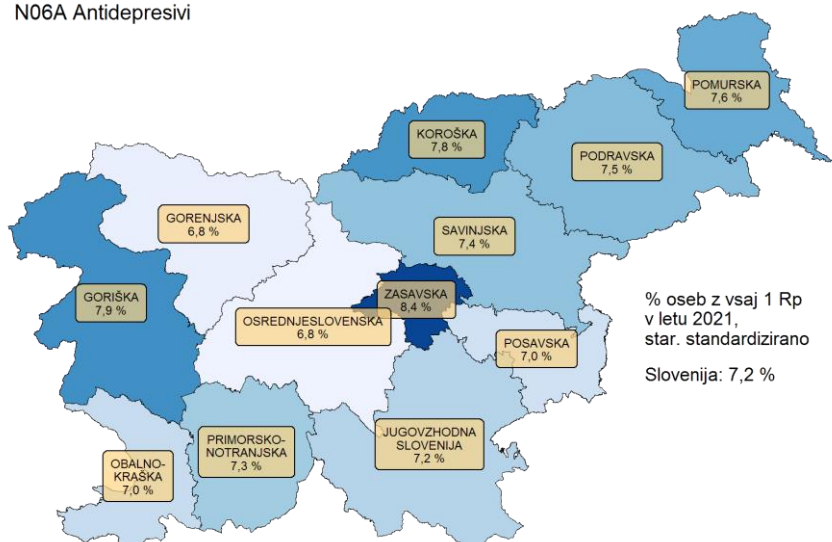 N06A Antidepresivi
POMURSKA
7,6 %
KOROŠKA
7,8 %
PODRAVSKA
7,5 %
GORENJSKA
6,8 %
SAVINJSKA
7,4 %
GORIŠKA
7,9 %
ZASAVSKA
8,4 %
OSREDNJESLOVENSKA
6,8 %
POSAVSKA
7,0 %
% oseb z vsaj 1 Rp
v letu 2021,
star. standardizirano
Slovenija: 7,2 %
PRIMORSKO-
NOTRANJSKA
7,3 %
JUGOVZHODNA
SLOVENIJA
7,2 %
OBALNO-
KRAŠKA
7,0 %